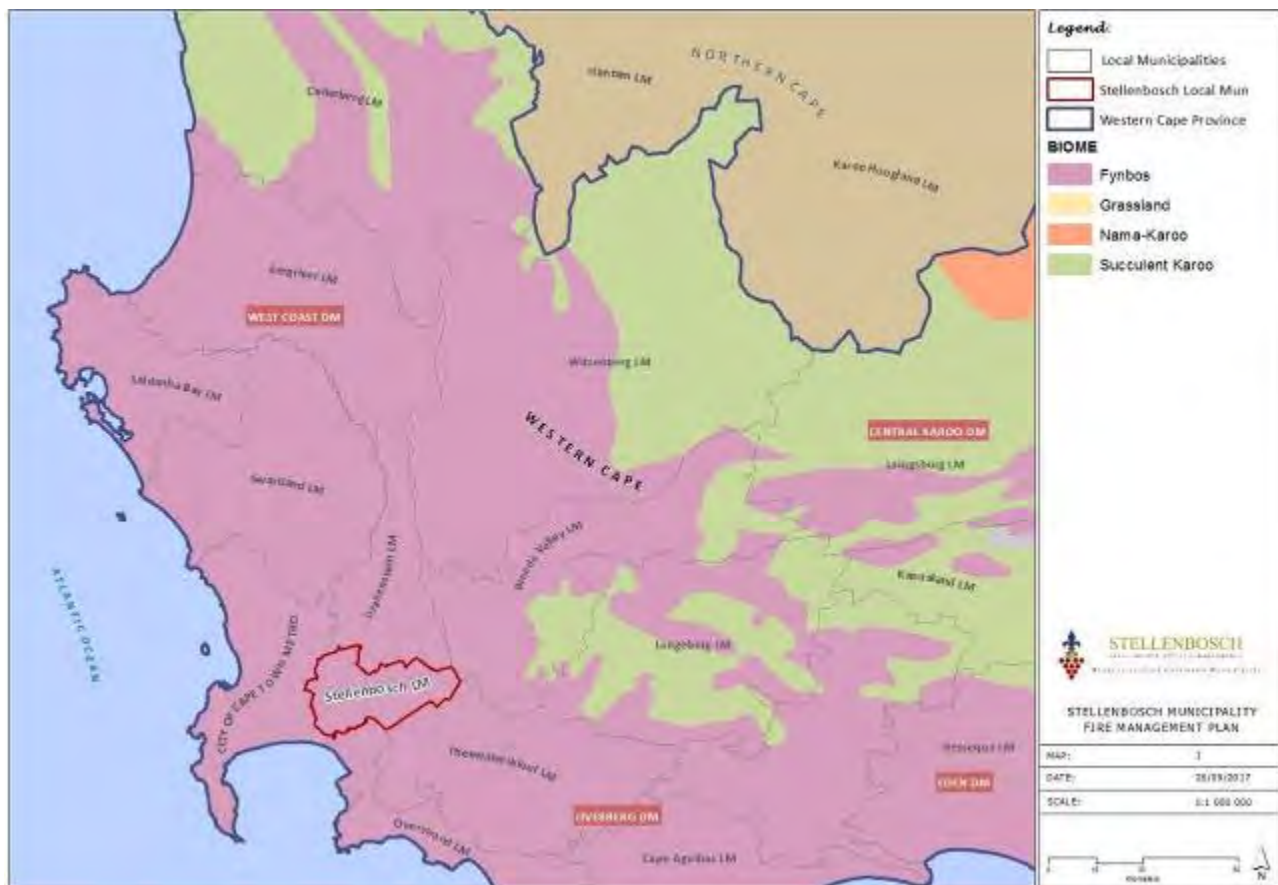 NORTHERN CAPE
Hantam LM
Cederberg LM
Karoo Hoogland LM
Bergrivier LM
WEST COAST DM
Witzenberg LM
Saldanha Bay LM
WESTERN CAPE
CENTRAL KAROO DM
Laingsburg LM
Swartland LM
Breede Valley LM
Drakenstein LM
Kannaland LM
ATLANTIC OCEAN
CITY OF CAPE TOWN METRO
Langeberg LM
Stellenbosch LM
Theewaterskloof LM
Hessequa LM
EDEN DM
OVERBERG DM
Overstrand LM
Cape Agulhas LM
Legend:
Local Municipalities
Stellenbosch Local Mun
Western Cape Province
BIOME
Fynbos
Grassland
Nama-Karoo
Succulent Karoo
STELLENBOSCH
STELLENBOSCH MUNICIPALITY
FIRE MANAGEMENT PLAN
MAP:
DATE: 28/09/2017
SCALE: 1:1 000 000
N